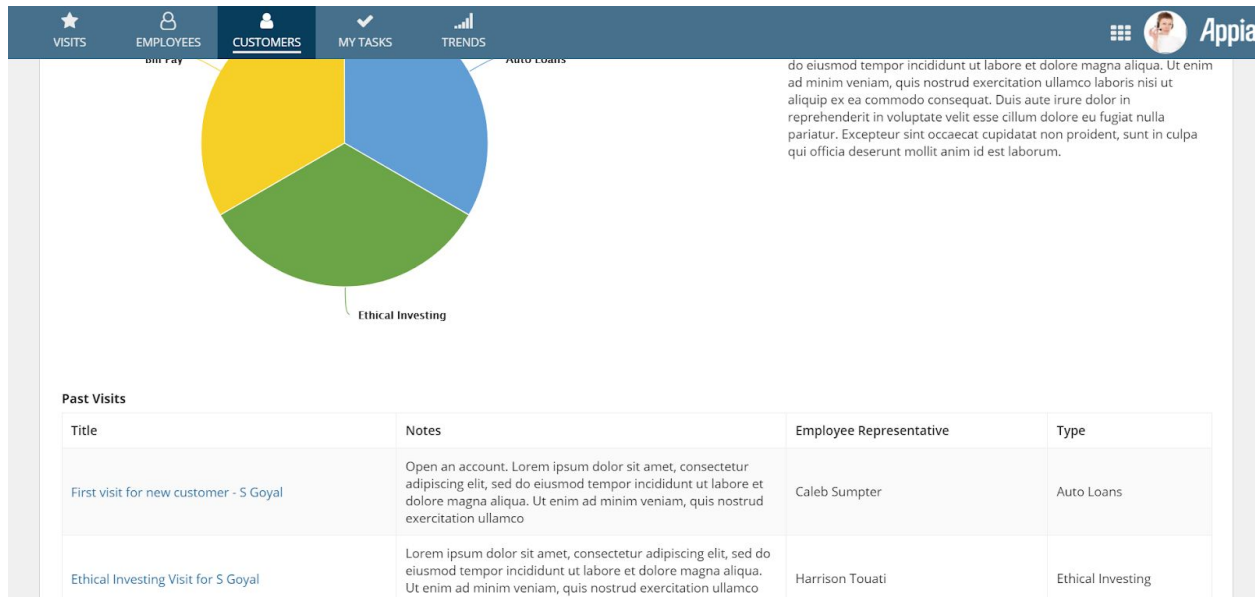 VISITS
EMPLOYEES
CUSTOMERS
MY TASKS
TRENDS
Appia
Bill Pay
Auto Loans
do eiusmod tempor incididunt ut labore et dolore magna aliqua. Ut enim
ad minim veniam, quis nostrud exercitation ullamco laboris nisi ut
aliquip ex ea commodo consequat. Duis aute irure dolor in
reprehenderit in voluptate velit esse cillum dolore eu fugiat nulla
pariatur. Excepteur sint occaecat cupidatat non proident, sunt in culpa
qui officia deserunt mollit anim id est laborum.
Ethical Investing
Past Visits
Title
Notes
Employee Representative
Type
First visit for new customer - S Goyal
Open an account. Lorem ipsum dolor sit amet, consectetur
adipiscing elit, sed do eiusmod tempor incididunt ut labore et
dolore magna aliqua. Ut enim ad minim veniam, quis nostrud
exercitation ullamco
Caleb Sumpter
Auto Loans
Ethical Investing Visit for S Goyal
Lorem ipsum dolor sit amet, consectetur adipiscing elit, sed do
eiusmod tempor incididunt ut labore et dolore magna aliqua.
Ut enim ad minim veniam, quis nostrud exercitation ullamco
Harrison Touati
Ethical Investing